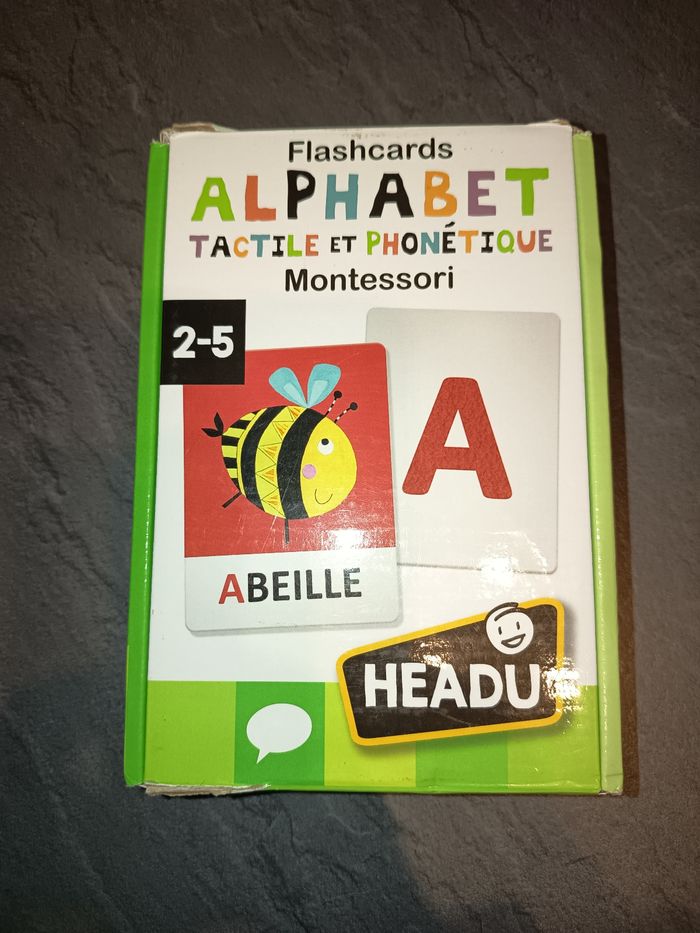 Flashcards
ALPHABET
TACTILE ET PHONÉTIQUE
Montessori
2-5
A
ABEILLE
HEADU